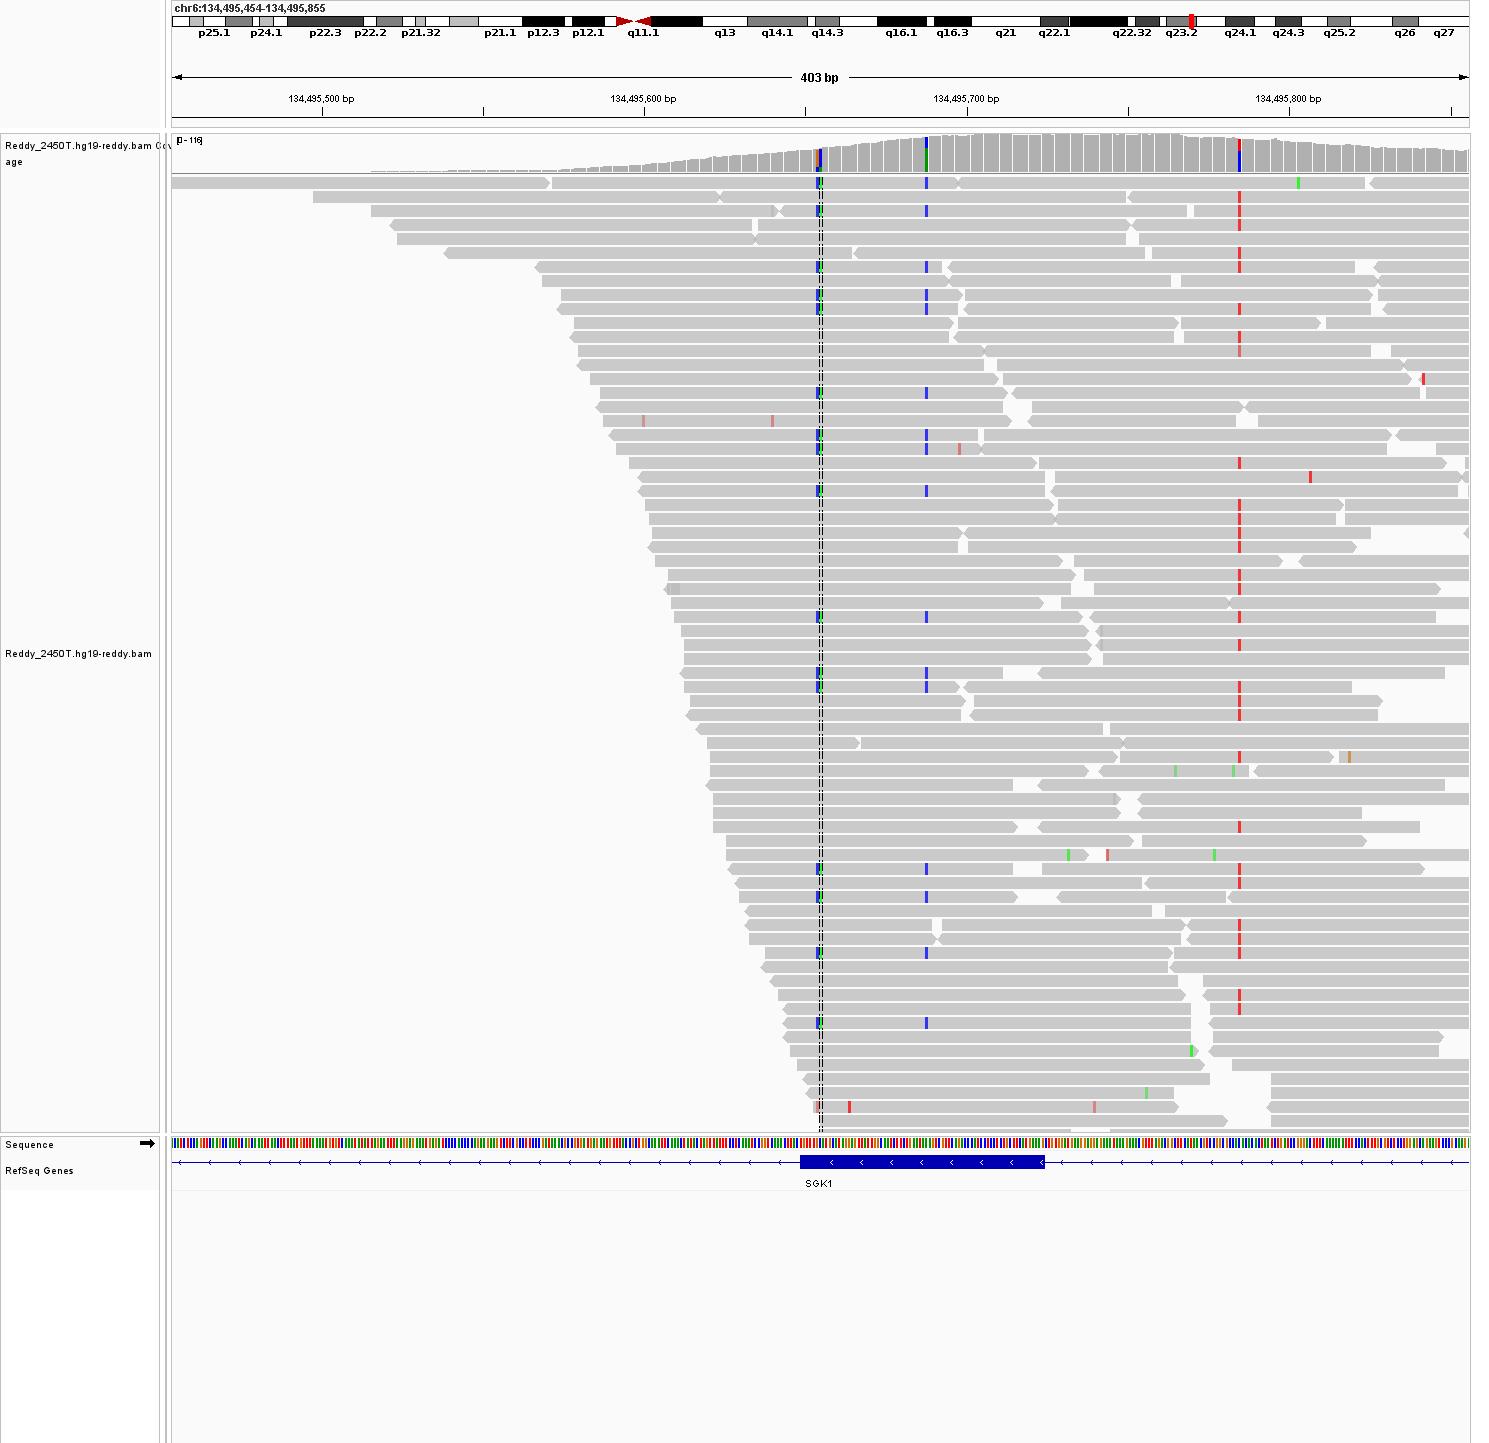 chr6:134,495,454-134,495,855
p25.1 p24.1 p22.3 p22.2 p21.32 p21.1 p12.3 p12.1 q11.1 q13 q14.1 q14.3 q16.1 q16.3 q21 q22.1 q22.32 q23.2 q24.1 q24.3 q25.2 q26 q27
403 bp
134,495,500 bp 134,495,600 bp 134,495,700 bp 134,495,800 bp
Reddy_2450T.hg19-reddy.bam Cov
age
[0 - 116]
Reddy_2450T.hg19-reddy.bam
Sequence
RefSeq Genes
SGK1